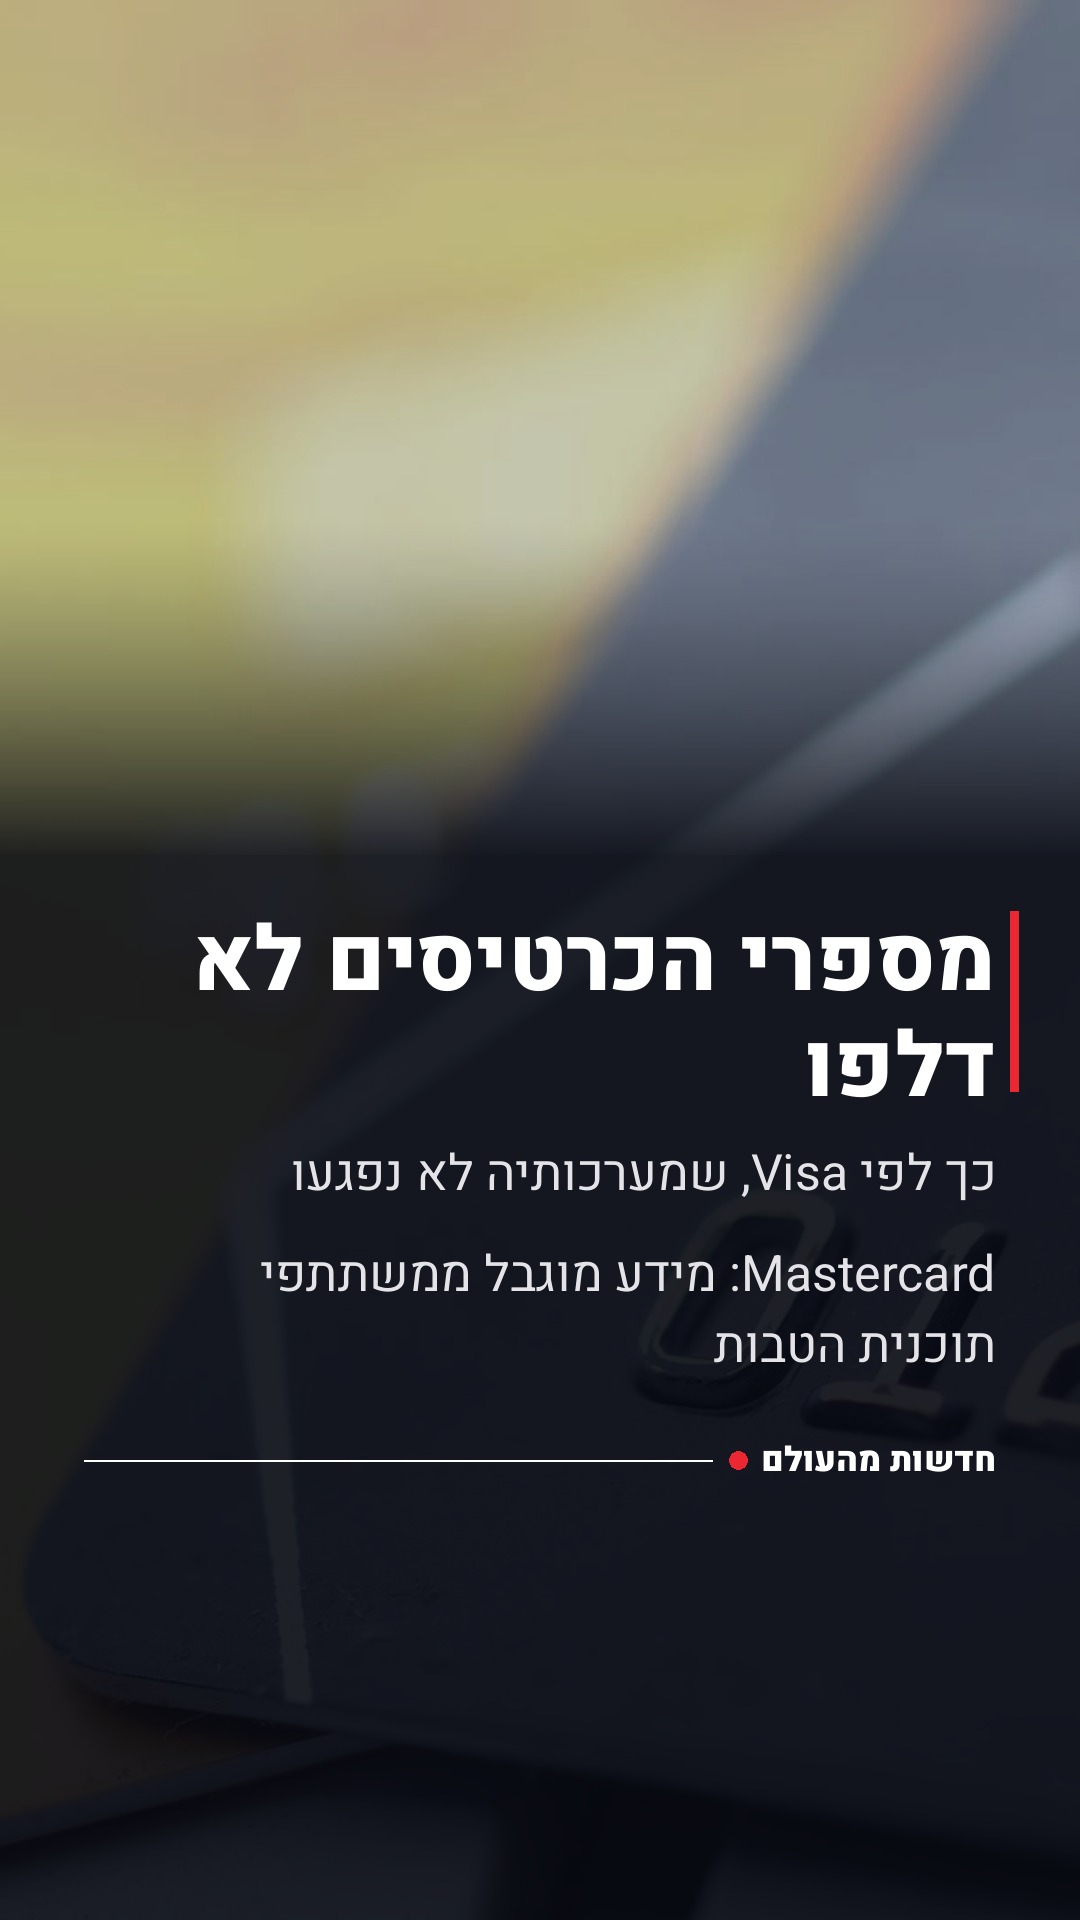 מספרי הכרטיסים לא
דלפו
כך לפי Visa, שמערכותיה לא נפגעו
Mastercard: מידע מוגבל ממשתתפי
תוכנית הטבות
חדשות מהעולם